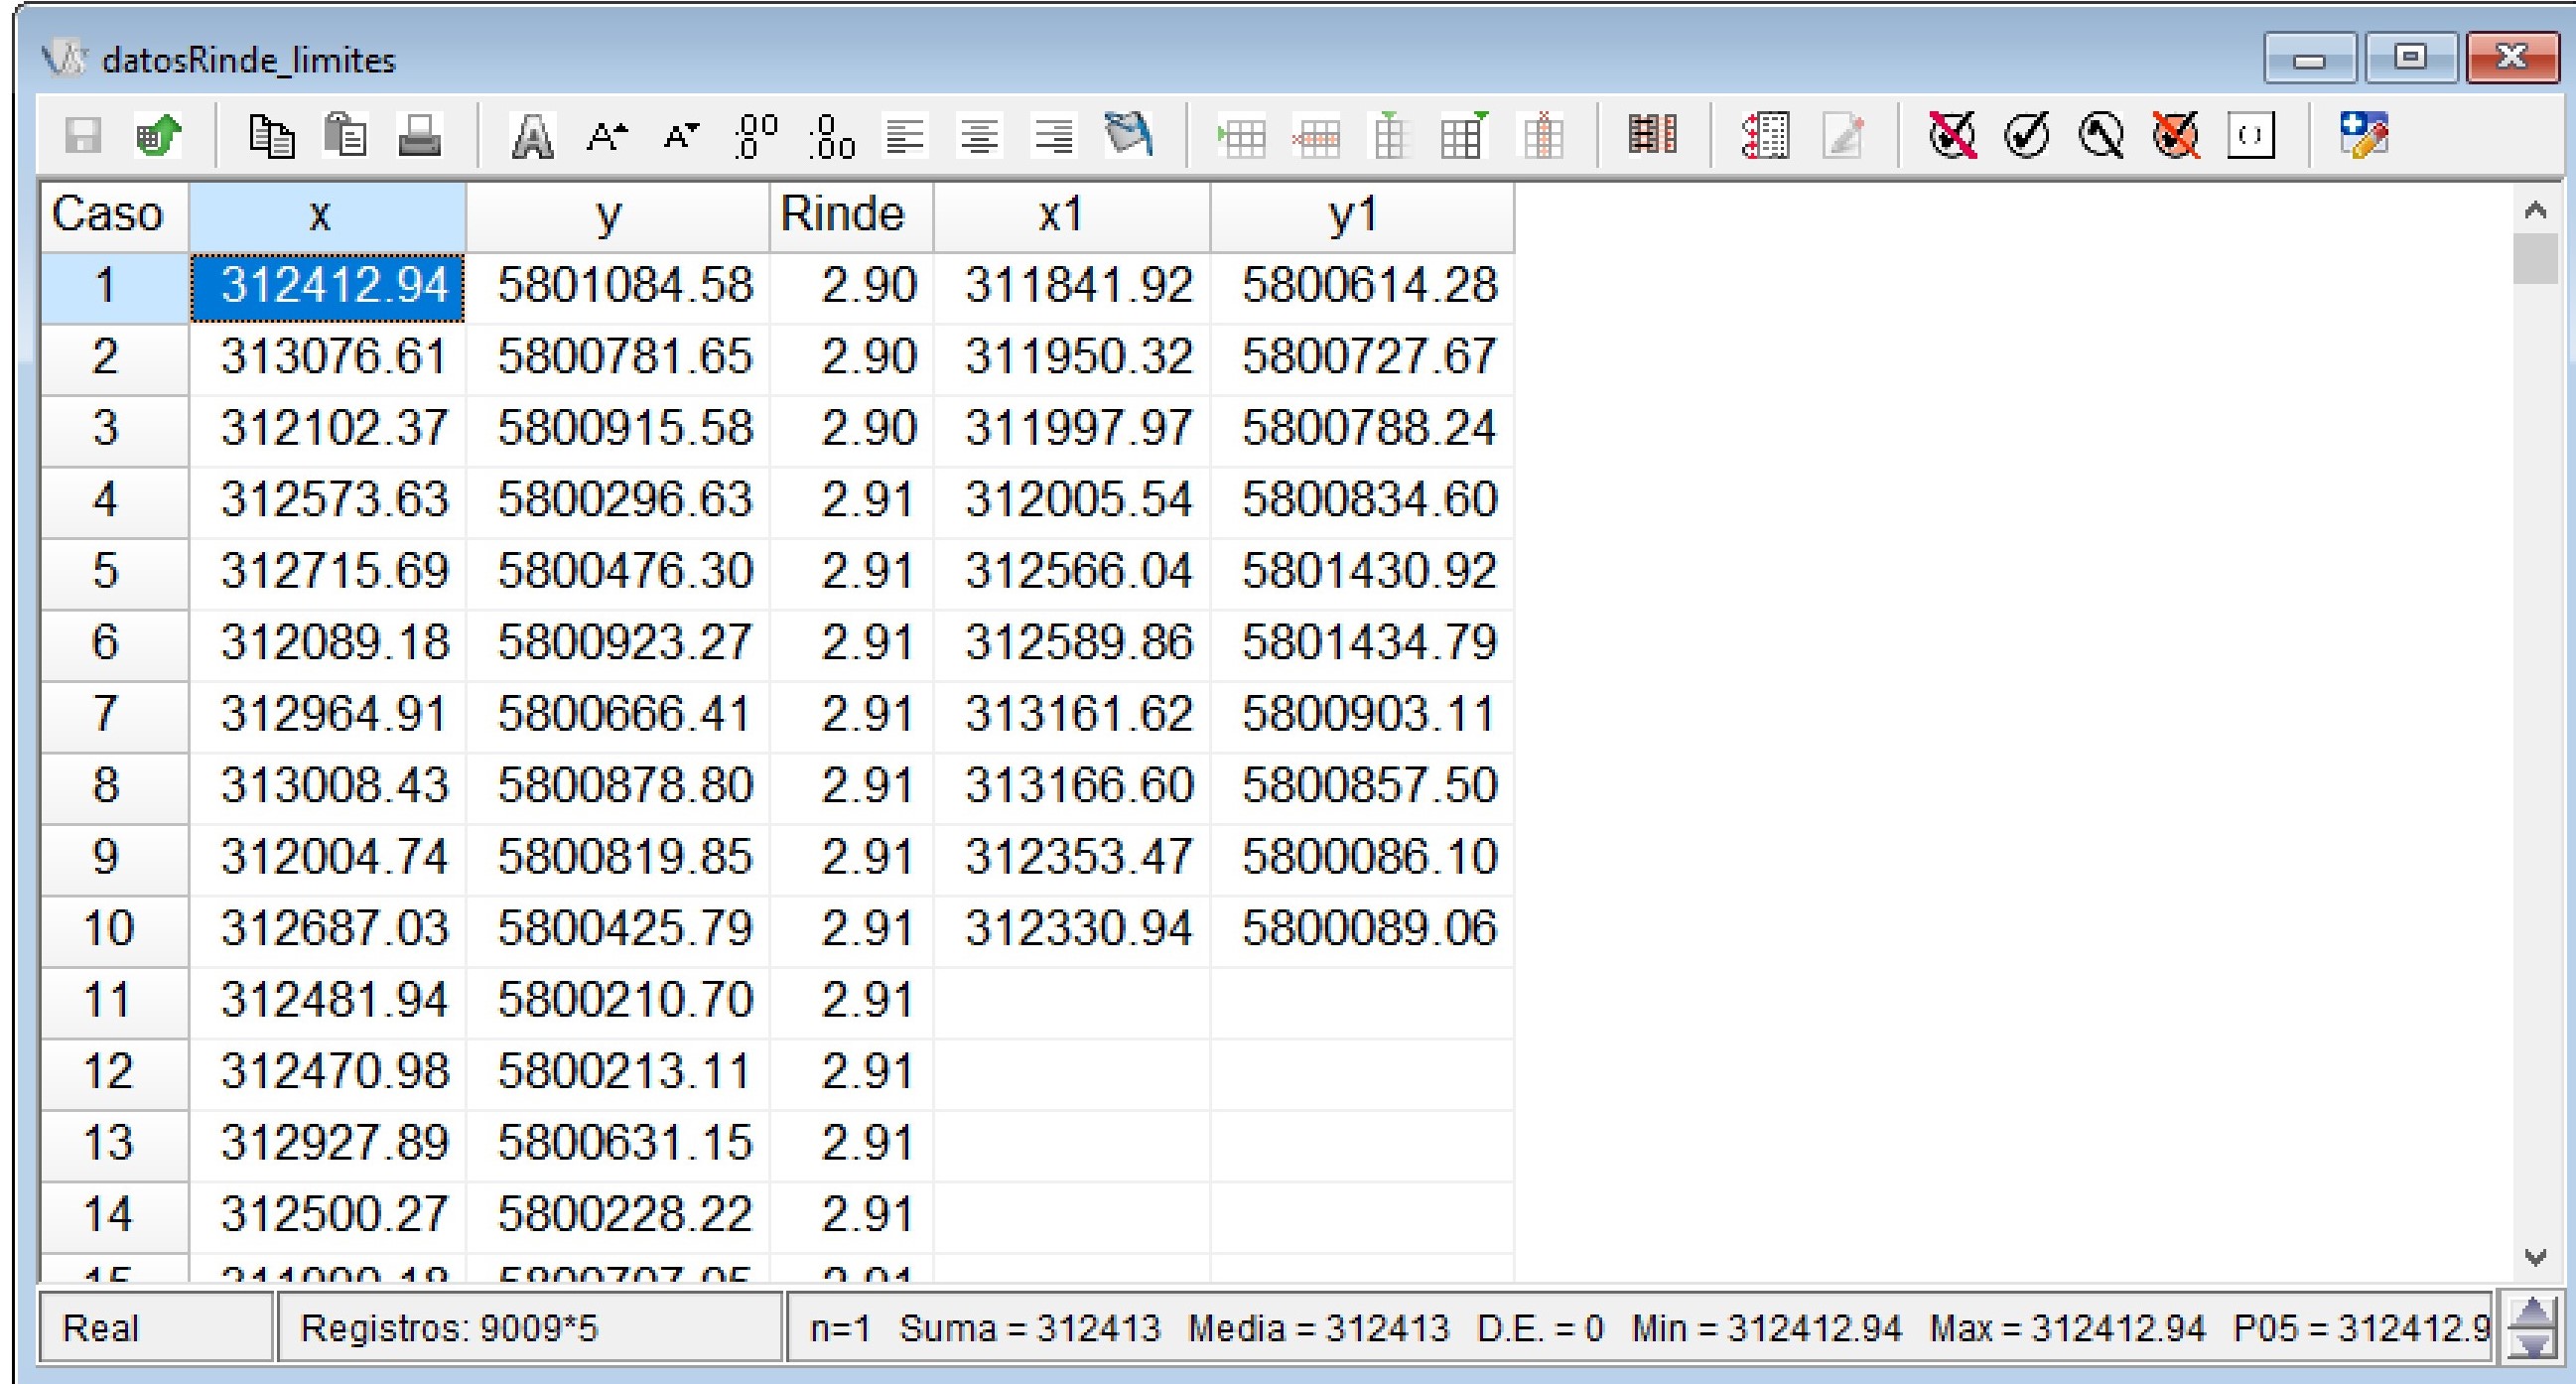 datosRinde_limites
Caso x y Rinde x1 y1
1 312412.94 5801084.58 2.90 311841.92 5800614.28
2 313076.61 5800781.65 2.90 311950.32 5800727.67
3 312102.37 5800915.58 2.90 311997.97 5800788.24
4 312573.63 5800296.63 2.91 312005.54 5800834.60
5 312715.69 5800476.30 2.91 312566.04 5801430.92
6 312089.18 5800923.27 2.91 312589.86 5801434.79
7 312964.91 5800666.41 2.91 313161.62 5800903.11
8 313008.43 5800878.80 2.91 313166.60 5800857.50
9 312004.74 5800819.85 2.91 312353.47 5800086.10
10 312687.03 5800425.79 2.91 312330.94 5800089.06
11 312481.94 5800210.70 2.91
12 312470.98 5800213.11 2.91
13 312927.89 5800631.15 2.91
14 312500.27 5800228.22 2.91
Real Registros: 9009*5 n=1 Suma = 312413 Media = 312413 D.E. = 0 Min = 312412.94 Max = 312412.94 P05 = 312412.9